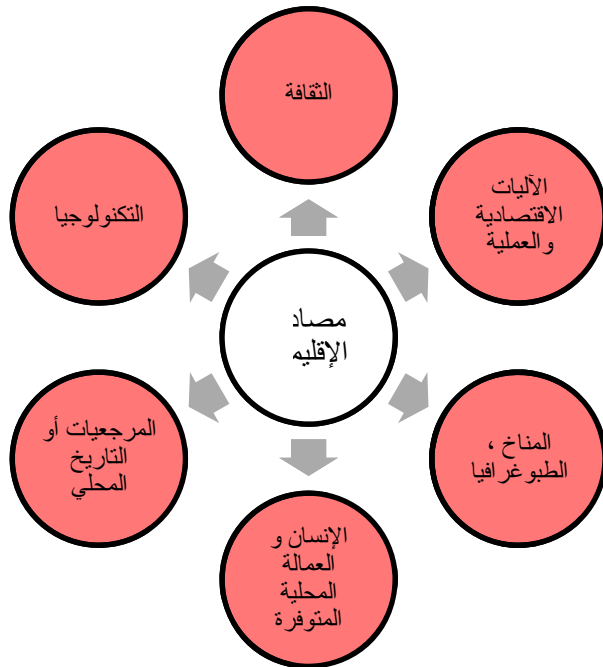 الثقافة
الآليات
الاقتصادية
والعملية
المناخ ،
الطبوغرافيا
الإنسان و
العمالة
المحلية
المتوفرة
المرجعيات أو
التاريخ
المحلي
التكنولوجيا
مصاد
الإقليم